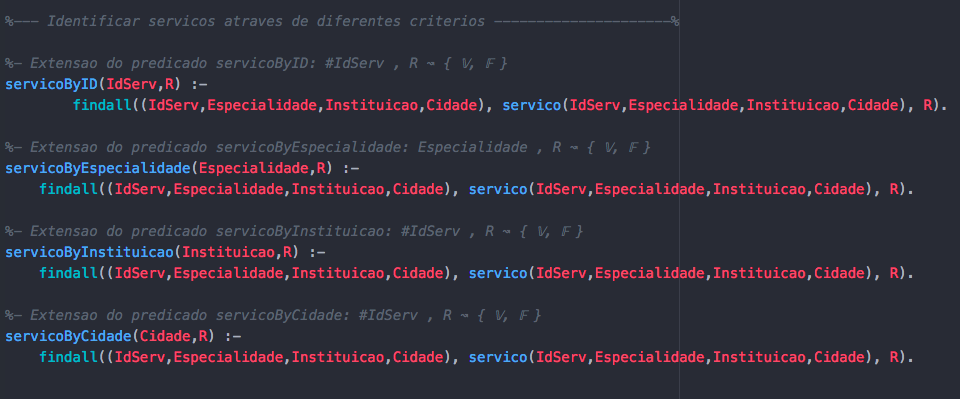 %--- Identificar servicos atraves de diferentes criterios ---------------------%
%- Extensao do predicado servicoByID: #IdServ , R ↝ { 𝕍, 𝔽 }
servicoByID(IdServ,R) :-
findall((IdServ,Especialidade,Instituicao,Cidade), servico(IdServ,Especialidade,Instituicao,Cidade), R).
%- Extensao do predicado servicoByEspecialidade: Especialidade , R ↝ { 𝕍, 𝔽 }
servicoByEspecialidade(Especialidade,R) :-
findall((IdServ,Especialidade,Instituicao,Cidade), servico(IdServ,Especialidade,Instituicao,Cidade), R).
%- Extensao do predicado servicoByInstituicao: #IdServ , R ↝ { 𝕍, 𝔽 }
servicoByInstituicao(Instituicao,R) :-
findall((IdServ,Especialidade,Instituicao,Cidade), servico(IdServ,Especialidade,Instituicao,Cidade), R).
%- Extensao do predicado servicoByCidade: #IdServ , R ↝ { 𝕍, 𝔽 }
servicoByCidade(Cidade,R) :-
findall((IdServ,Especialidade,Instituicao,Cidade), servico(IdServ,Especialidade,Instituicao,Cidade), R).